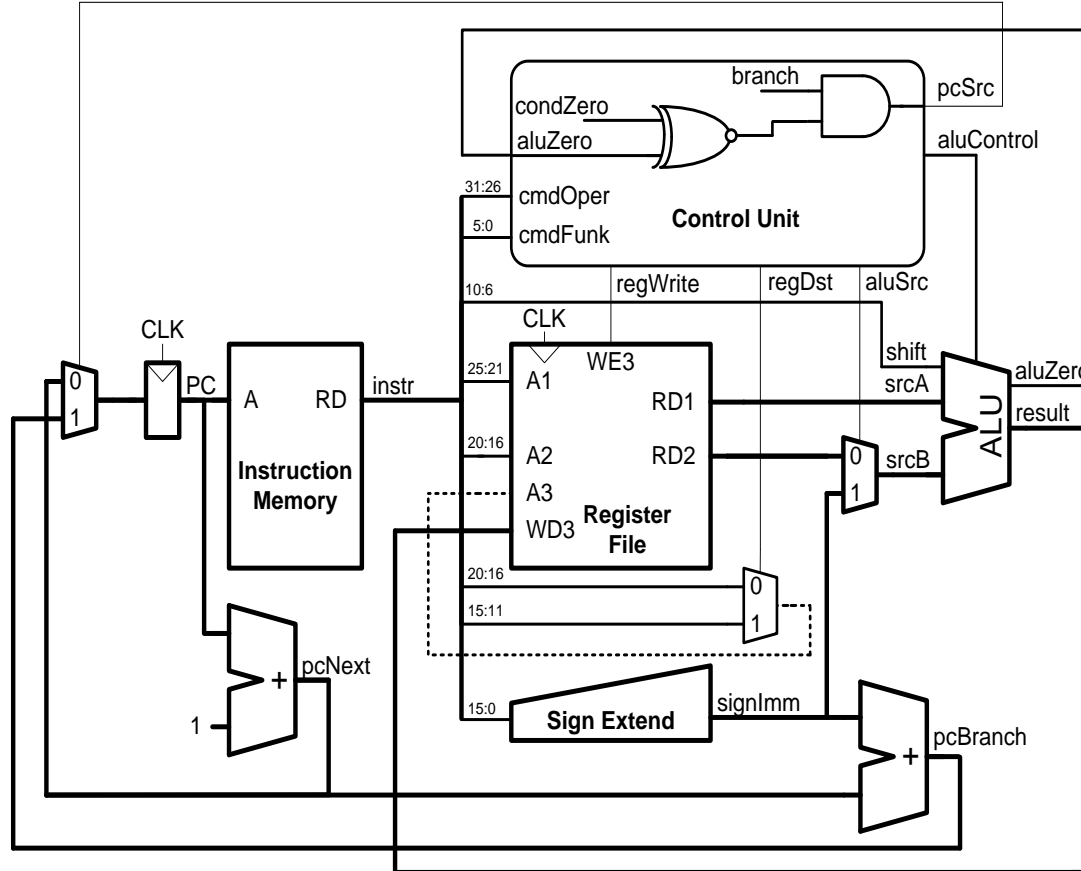 branch
pcSrc
condZero
aluZero
aluControl
31:26
cmdOper
5:0
cmdFunk
Control Unit
regWrite
regDst
aluSrc
10:6
CLK
CLK
WE3
shift
0
1
PC
A
RD
instr
25:21
A1
RD1
srcA
aluZero
result
ALU
20:16
A2
RD2
0
1
srcB
Instruction
Memory
A3
WD3
Register
File
20:16
15:11
0
1
pcNext
+
1
15:0
Sign Extend
signImm
pcBranch
+